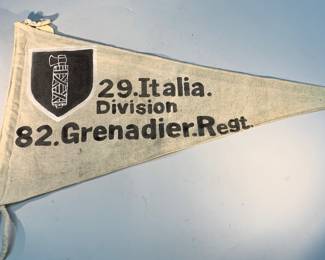 29.Italia.
Division
82.Grenadier.Regt.